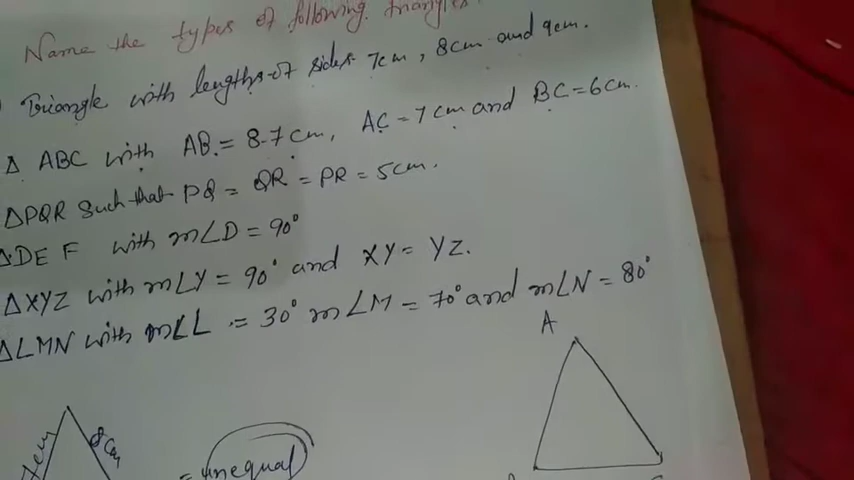 Name the types of following triangles
Triangle with lengths of sides 7cm, 8cm and 9cm.
Δ ABC with AB = 8.7cm, AC = 7cm and BC = 6cm.
ΔPQR such that PQ = QR = PR = 5cm.
ΔDEF with m∠D = 90°
ΔXYZ with m∠Y = 90° and XY = YZ.
ΔLMN with m∠L = 30° m∠M = 70° and m∠N = 80°
A
7cm
8cm
= unequal